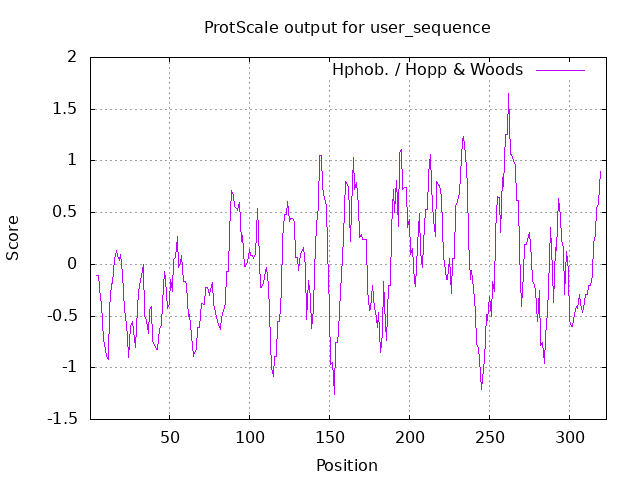 ProtScale output for user_sequence
Hphob. / Hopp & Woods
2
1.5
1
0.5
0
-0.5
-1
-1.5
Score
50 100 150 200 250 300
Position